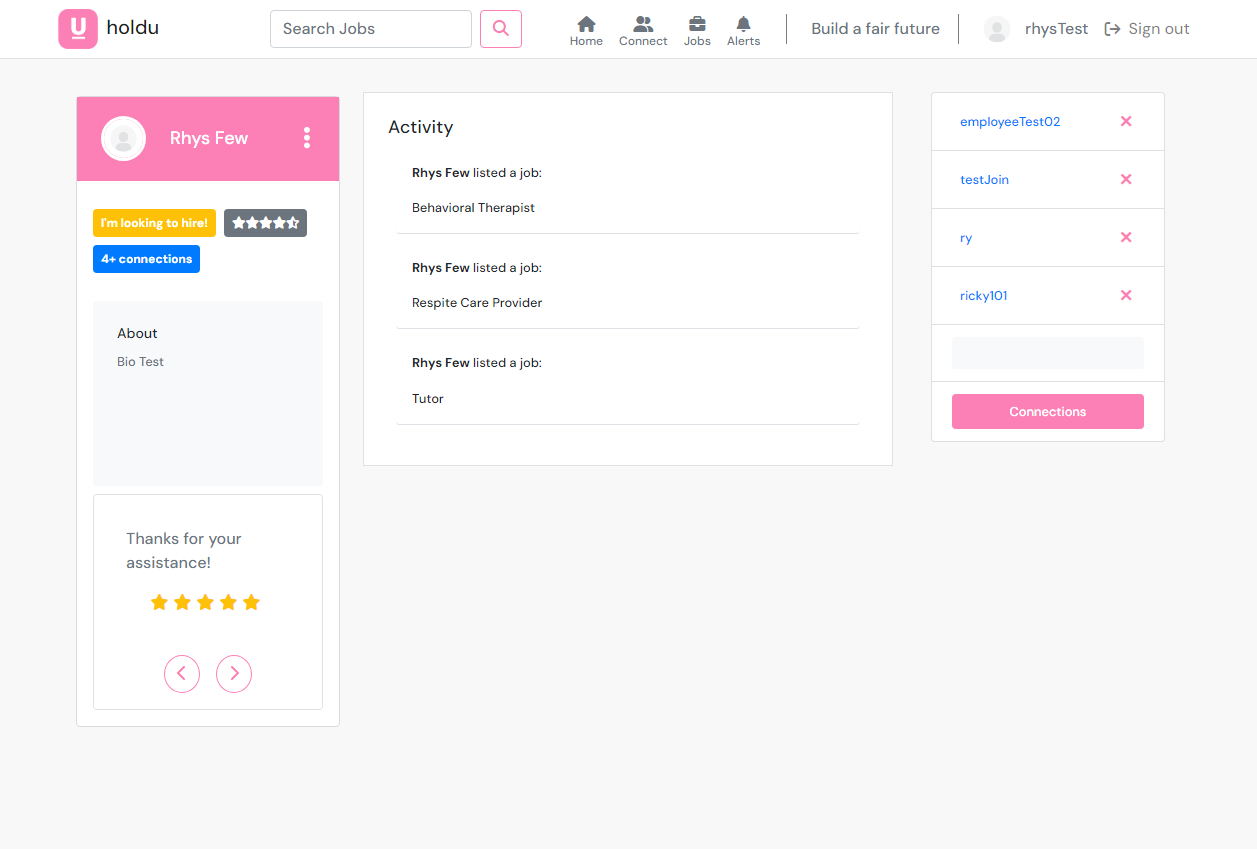 U holdu
Search Jobs
Home
Connect
Jobs
Alerts
Build a fair future
rhysTest
Sign out
Rhys Few
I'm looking to hire!
4+ connections
About
Bio Test
Thanks for your
assistance!
Activity
Rhys Few listed a job:
Behavioral Therapist
Rhys Few listed a job:
Respite Care Provider
Rhys Few listed a job:
Tutor
employeeTest02
testJoin
ry
ricky101
Connections